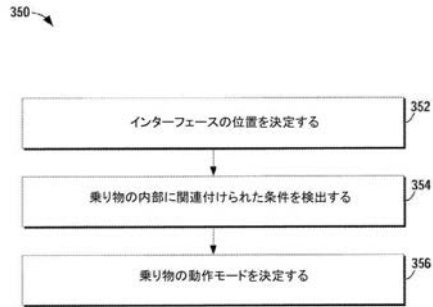 350
インターフェースの位置を決定する
352
乗り物の内部に関連付けられた条件を検出する
354
乗り物の動作モードを決定する
356